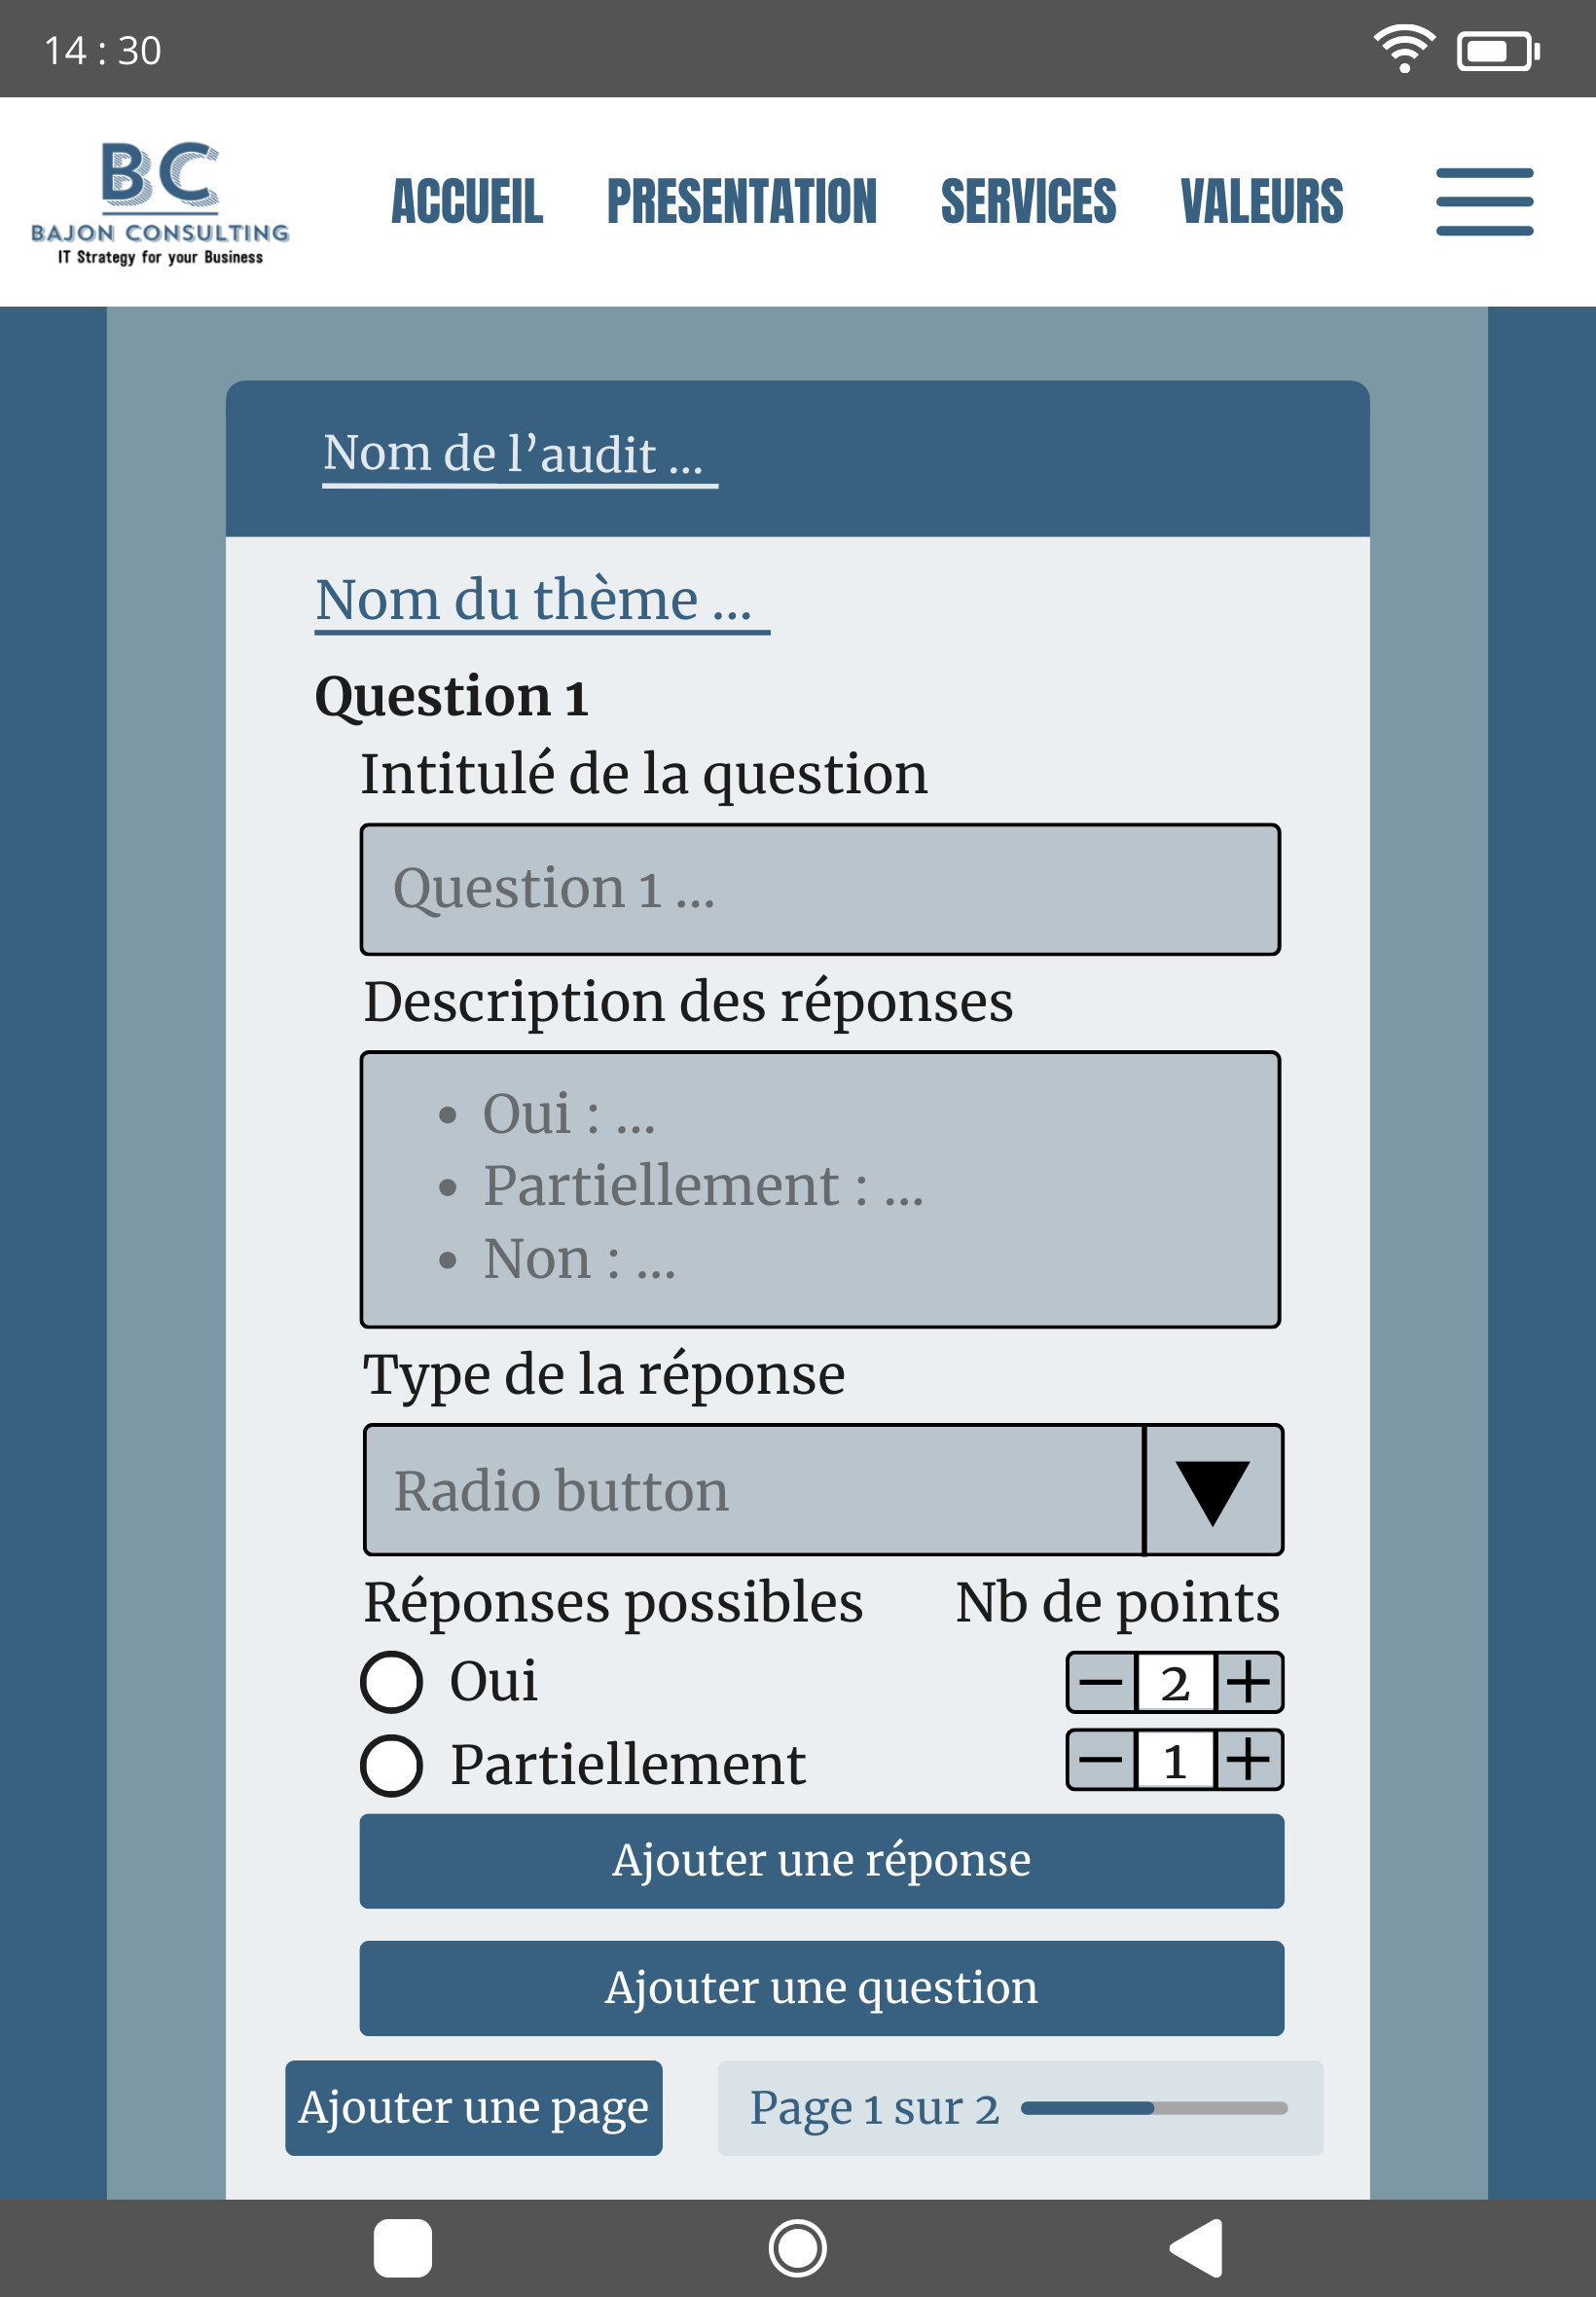 14 : 30
BC
BAJON CONSULTING
IT Strategy for your Business
ACCUEIL PRESENTATION SERVICES VALEURS
Nom de l’audit ...
Nom du thème ...
Question 1
Intitulé de la question
Question 1 ...
Description des réponses
• Oui : ...
• Partiellement : ...
• Non : ...
Type de la réponse
Radio button
Réponses possibles Nb de points
Oui − 2 +
Partiellement − 1 +
Ajouter une réponse
Ajouter une question
Ajouter une page Page 1 sur 2